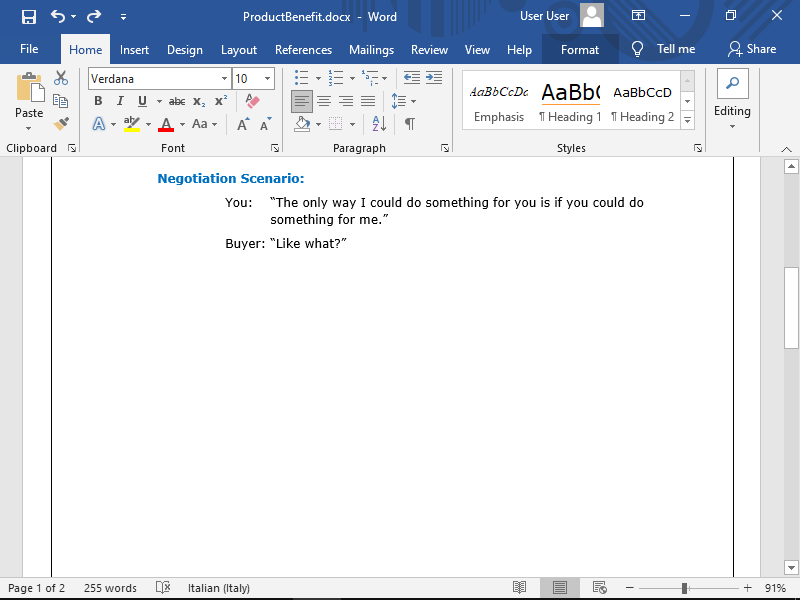 ProductBenefit.docx - Word
User User
File
Home
Insert
Design
Layout
References
Mailings
Review
View
Help
Format
Tell me
Share
Paste
Clipboard
Verdana
10
B I U abc x₂ x²
A ab A Aa A A
Font
A Z
Paragraph
AaBbCcDc
Emphasis
AaBb(
¶ Heading 1
AaBbCcD
¶ Heading 2
Styles
Editing
Negotiation Scenario:
You: “The only way I could do something for you is if you could do
something for me.”
Buyer: “Like what?”
Page 1 of 2
255 words
Italian (Italy)
91%